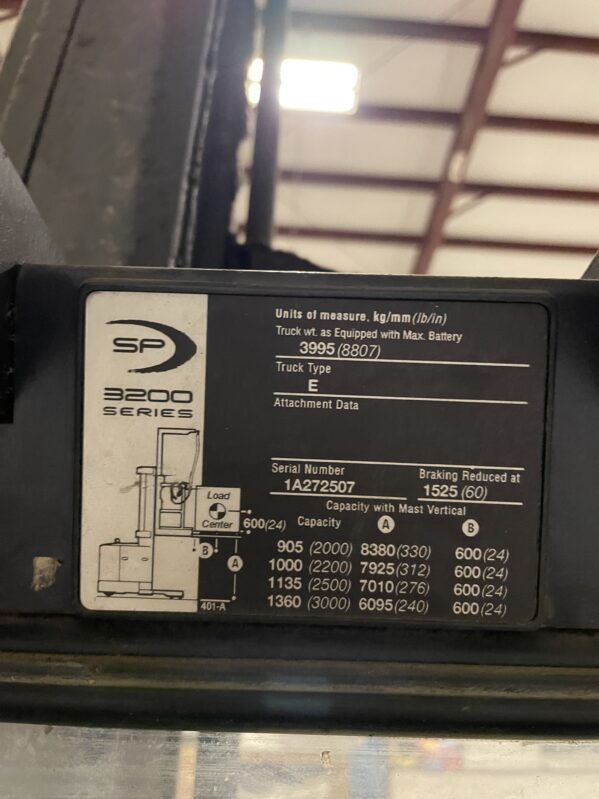 SP
3200
SERIES
Units of measure. kg/mm (lb/in)
Truck wt. as Equipped with Max. Battery
3995 (8807)
Truck Type
E
Attachment Data
Serial Number
1A272507
Braking Reduced at
1525 (60)
Capacity with Mast Vertical
Capacity A B
905 (2000) 8380 (330) 600 (24)
1000 (2200) 7925 (312) 600 (24)
1135 (2500) 7010 (276) 600 (24)
1360 (3000) 6095 (240) 600 (24)
Load
Center
600 (24)
B
A
401-A